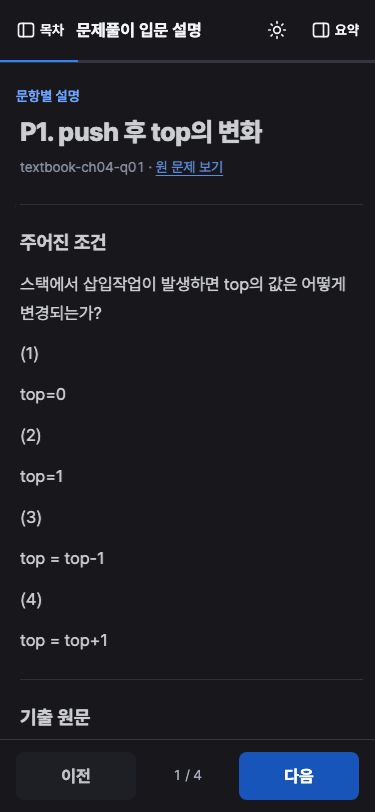 목차 문제풀이 입문 설명 요약
문항별 설명
P1. push 후 top의 변화
textbook-ch04-q01 · 원 문제 보기
주어진 조건
스택에서 삽입작업이 발생하면 top의 값은 어떻게
변경되는가?
(1)
top=0
(2)
top=1
(3)
top = top-1
(4)
top = top+1
기출 원문
이전 1 / 4 다음